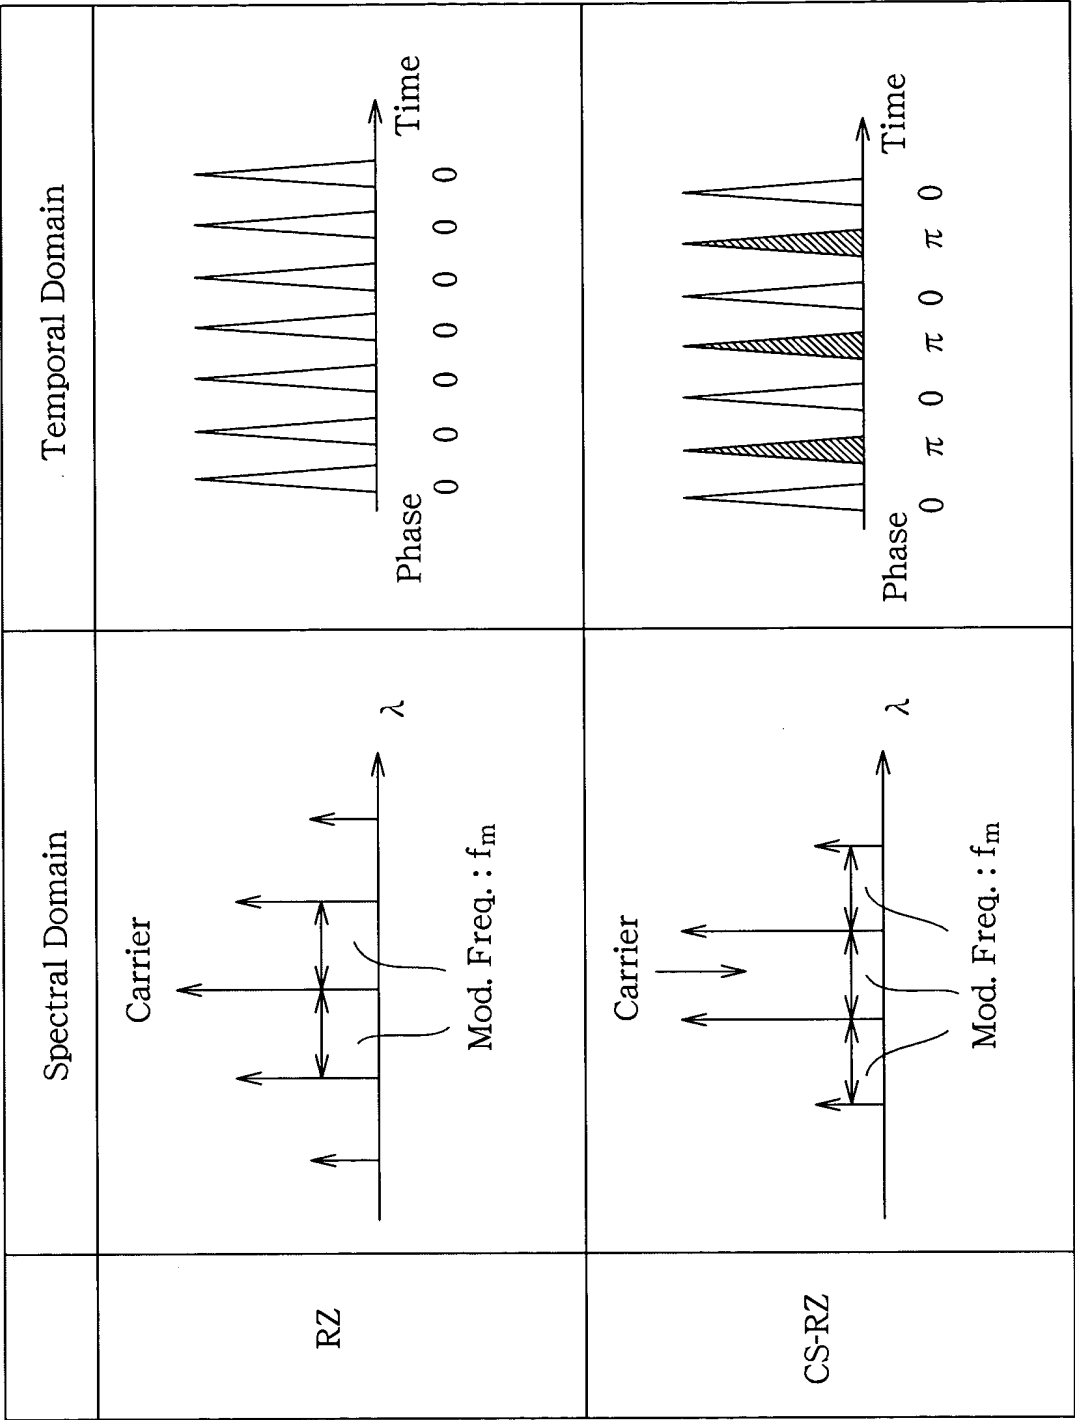 Spectral Domain
Temporal Domain
RZ
Carrier
λ
Mod. Freq. : fm
Phase
0 0 0 0 0 0 0
Time
CS-RZ
Carrier
λ
Mod. Freq. : fm
Phase
0 π 0 π 0 π 0
Time